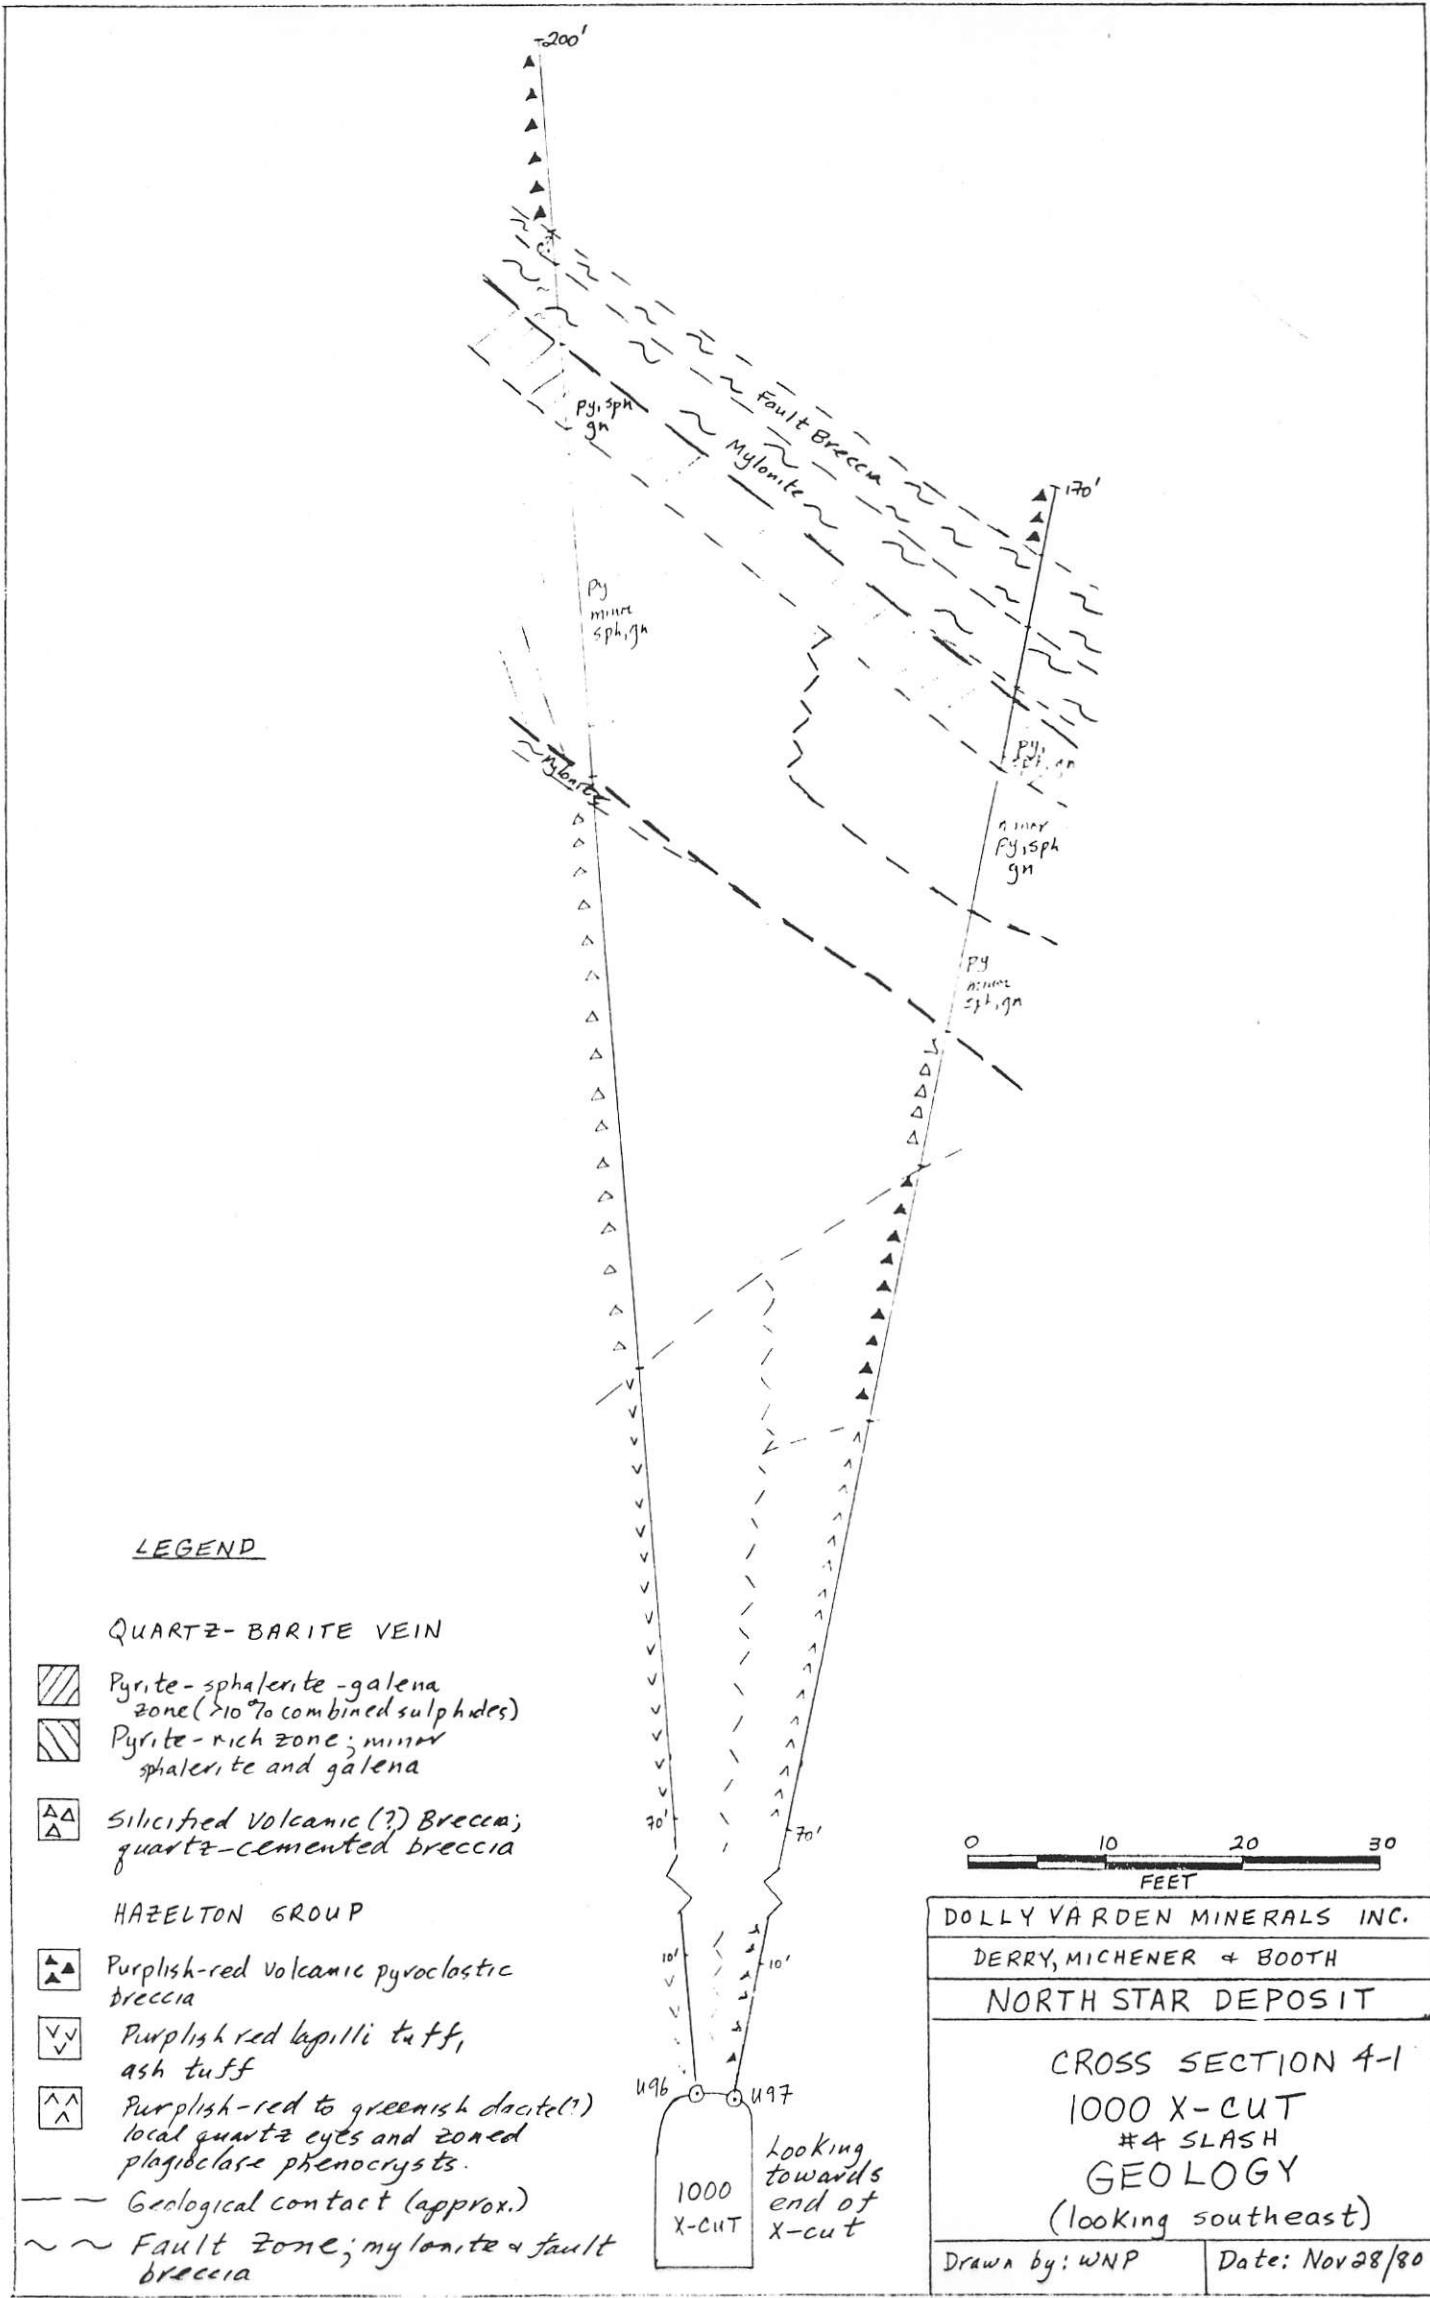 200'
py, sph
gn
Fault Breccia
Mylonite
170'
py
minor
sph, gn
Mylonite
py,
sph, gn
minor
py, sph
gn
py
minor
sph, gn
LEGEND
QUARTZ-BARITE VEIN
Pyrite-sphalerite-galena
zone (>10% combined sulphides)
Pyrite-rich zone; minor
sphalerite and galena
Silicified Volcanic (?) Breccia;
quartz-cemented breccia
HAZELTON GROUP
Purplish-red volcanic pyroclastic
breccia
Purplish red lapilli tuff,
ash tuff
Purplish-red to greenish dacite(?)
local quartz eyes and zoned
plagioclase phenocrysts.
Geological contact (approx.)
Fault Zone; mylonite & fault
breccia
70'
70'
10'
10'
U96
U97
1000
X-CUT
Looking
towards
end of
X-cut
0 10 20 30
FEET
DOLLY VARDEN MINERALS INC.
DERRY, MICHENER & BOOTH
NORTH STAR DEPOSIT
CROSS SECTION 4-1
1000 X-CUT
#4 SLASH
GEOLOGY
(looking southeast)
Drawn by: WNP
Date: Nov 28/80